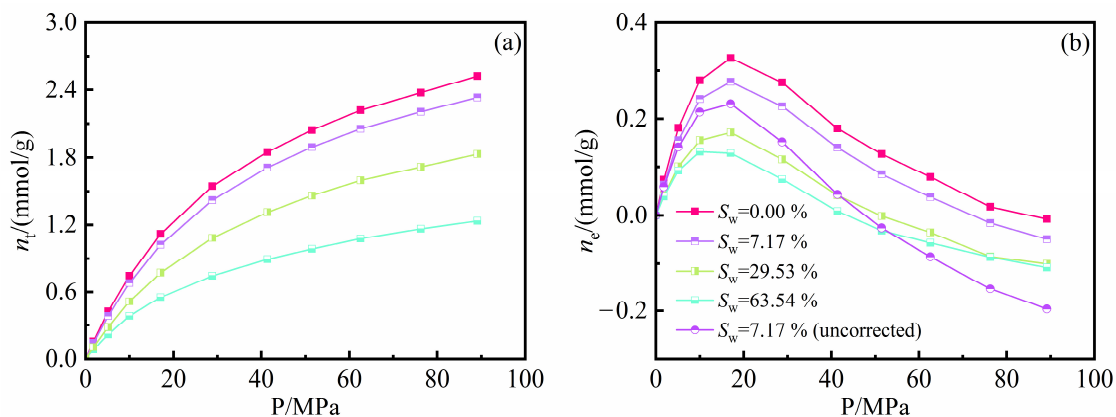 (a)
3.0
2.4
1.8
1.2
0.6
0.0
nt/(mmol/g)
0 20 40 60 80 100
P/MPa
(b)
0.4
0.2
0.0
−0.2
ne/(mmol/g)
Sw=0.00 %
Sw=7.17 %
Sw=29.53 %
Sw=63.54 %
Sw=7.17 % (uncorrected)
0 20 40 60 80 100
P/MPa